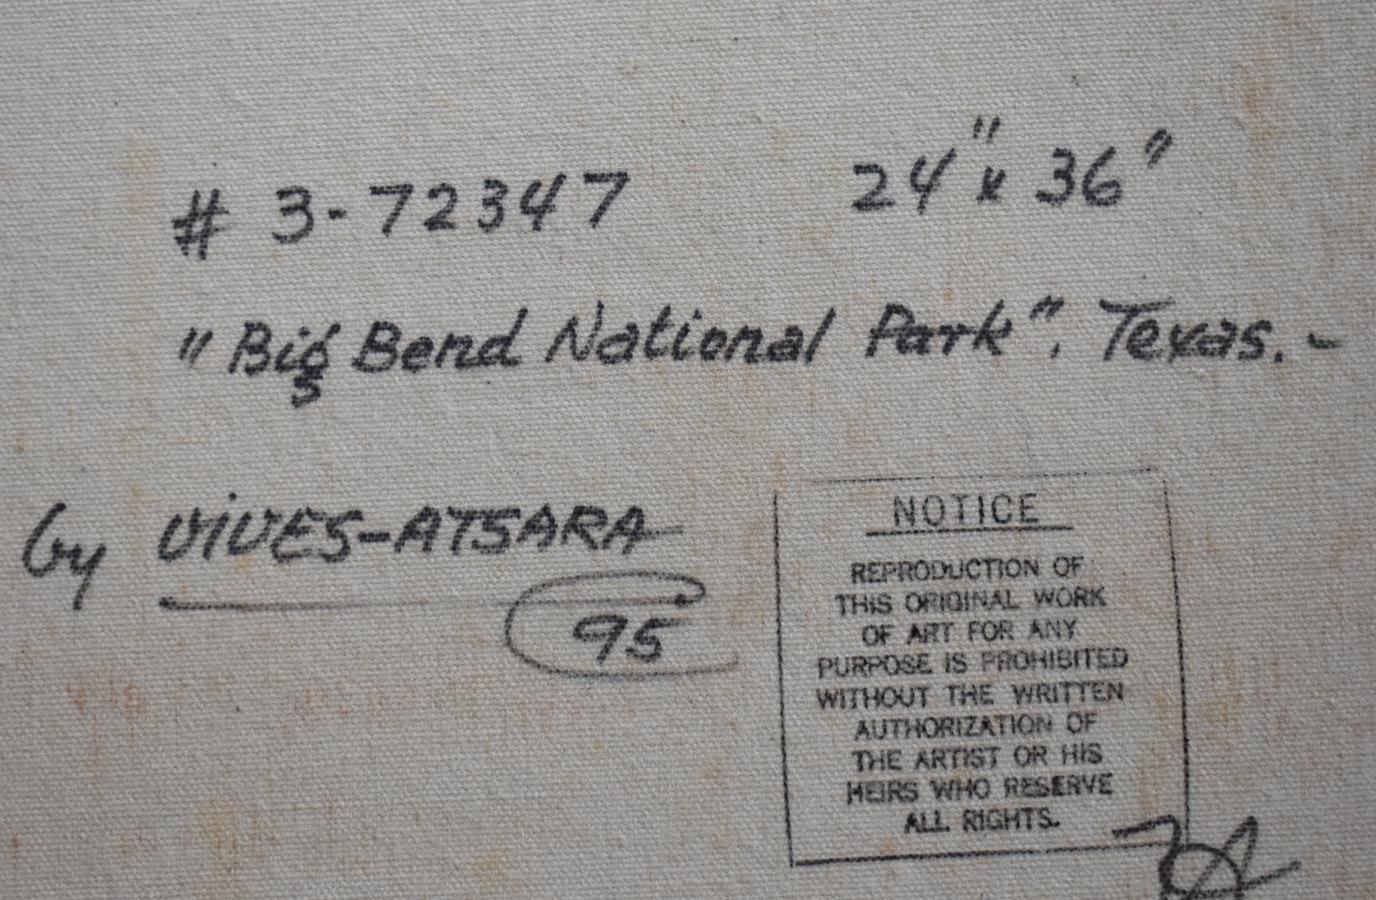 # 3-72347 24" x 36"
"Big Bend National Park". Texas. -
by VIVES-ATSARA
95
NOTICE
REPRODUCTION OF
THIS ORIGINAL WORK
OF ART FOR ANY
PURPOSE IS PROHIBITED
WITHOUT THE WRITTEN
AUTHORIZATION OF
THE ARTIST OR HIS
HEIRS WHO RESERVE
ALL RIGHTS.